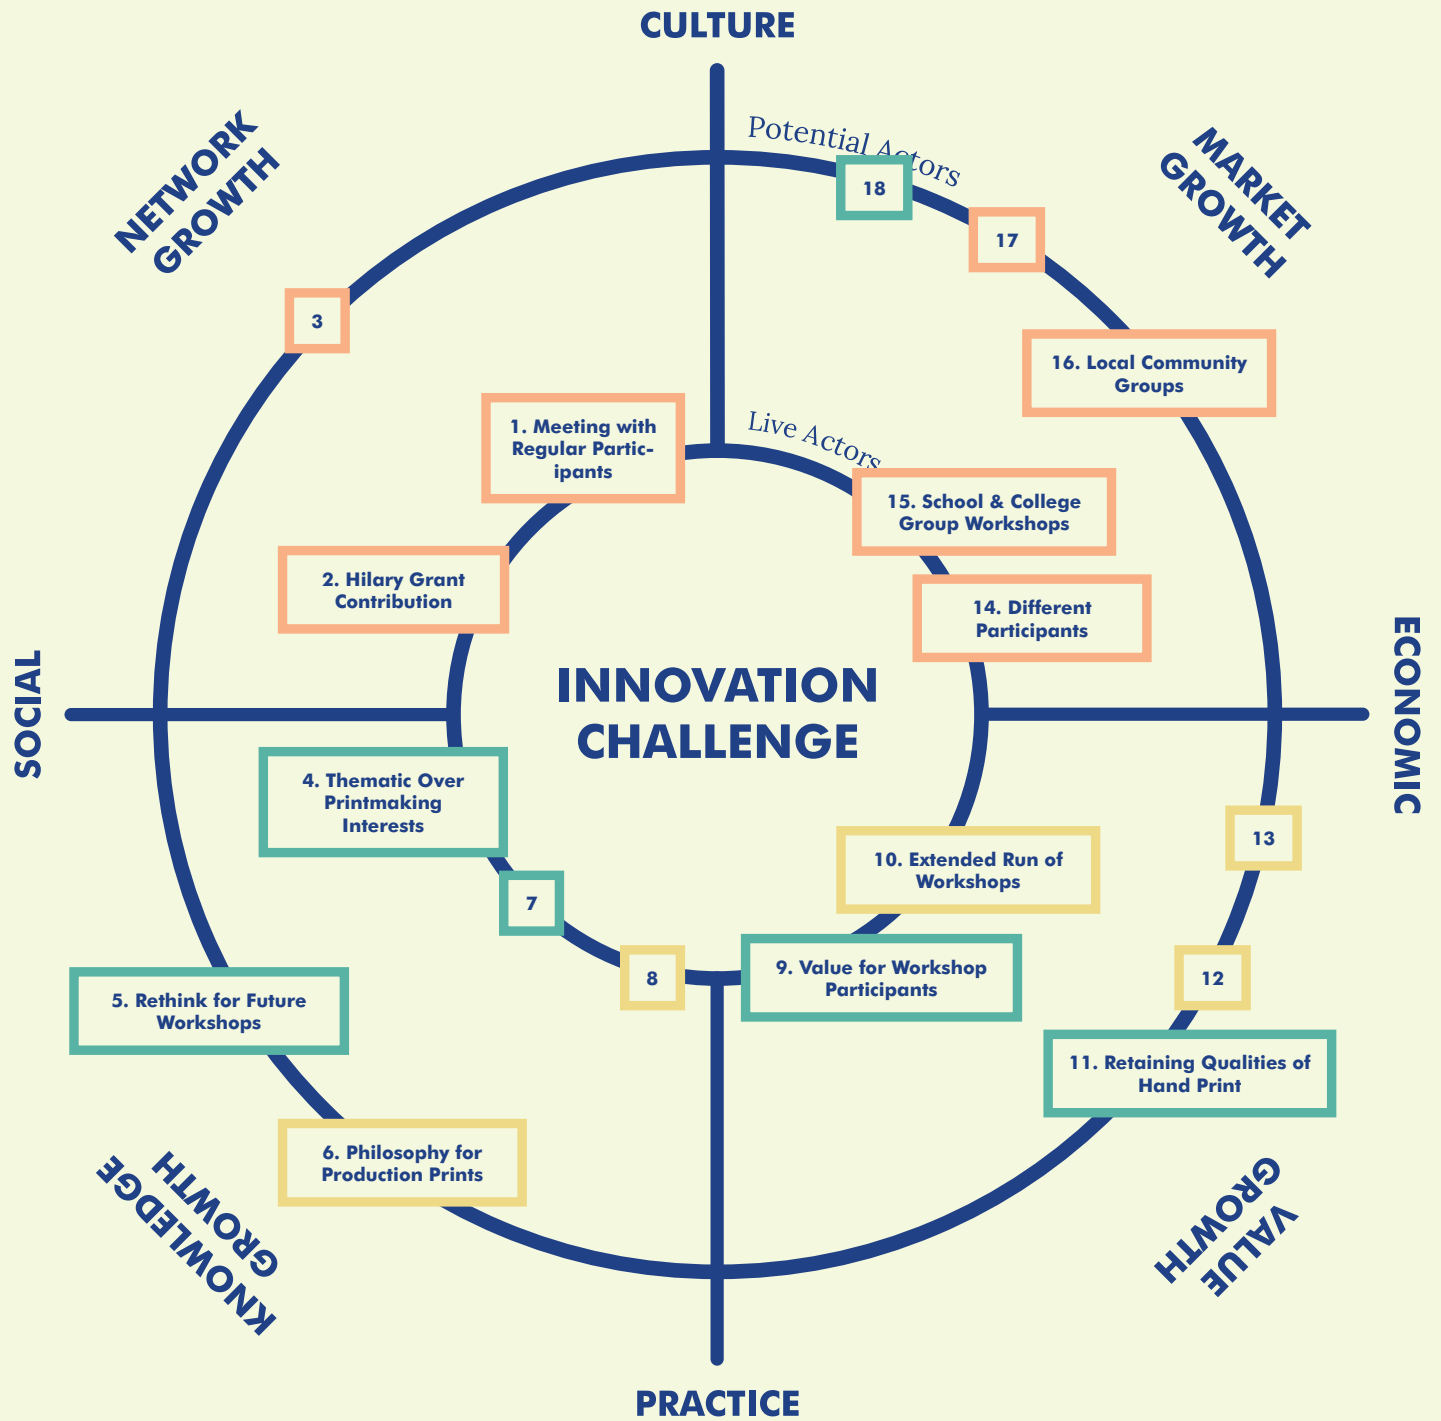 CULTURE
NETWORK
GROWTH
MARKET
GROWTH
Potential Actors
18
17
3
16. Local Community
Groups
1. Meeting with
Regular Partic-
ipants
Live Actors
15. School & College
Group Workshops
2. Hilary Grant
Contribution
14. Different
Participants
SOCIAL
INNOVATION
CHALLENGE
ECONOMIC
4. Thematic Over
Printmaking
Interests
13
10. Extended Run of
Workshops
7
8
9. Value for Workshop
Participants
12
5. Rethink for Future
Workshops
11. Retaining Qualities of
Hand Print
6. Philosophy for
Production Prints
KNOWLEDGE
GROWTH
VALUE
GROWTH
PRACTICE